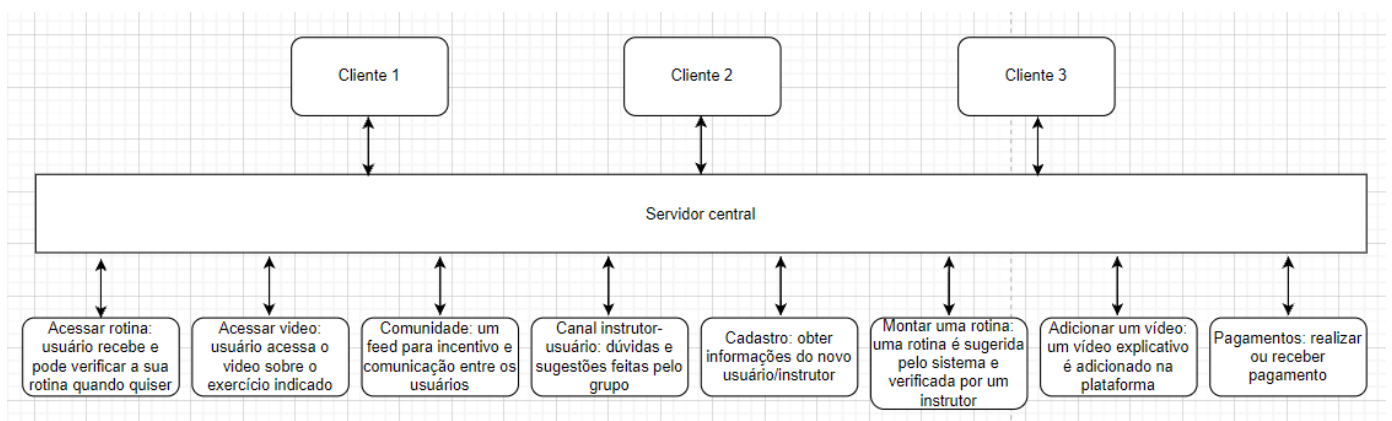 Cliente 1
Cliente 2
Cliente 3
Servidor central
Acessar rotina:
usuário recebe e
pode verificar a sua
rotina quando quiser
Acessar video:
usuário acessa o
video sobre o
exercício indicado
Comunidade: um
feed para incentivo e
comunicação entre os
usuários
Canal instrutor-
usuário: dúvidas e
sugestões feitas pelo
grupo
Cadastro: obter
informações do novo
usuário/instrutor
Montar uma rotina:
uma rotina é sugerida
pelo sistema e
verificada por um
instrutor
Adicionar um vídeo:
um vídeo explicativo
é adicionado na
plataforma
Pagamentos: realizar
ou receber
pagamento